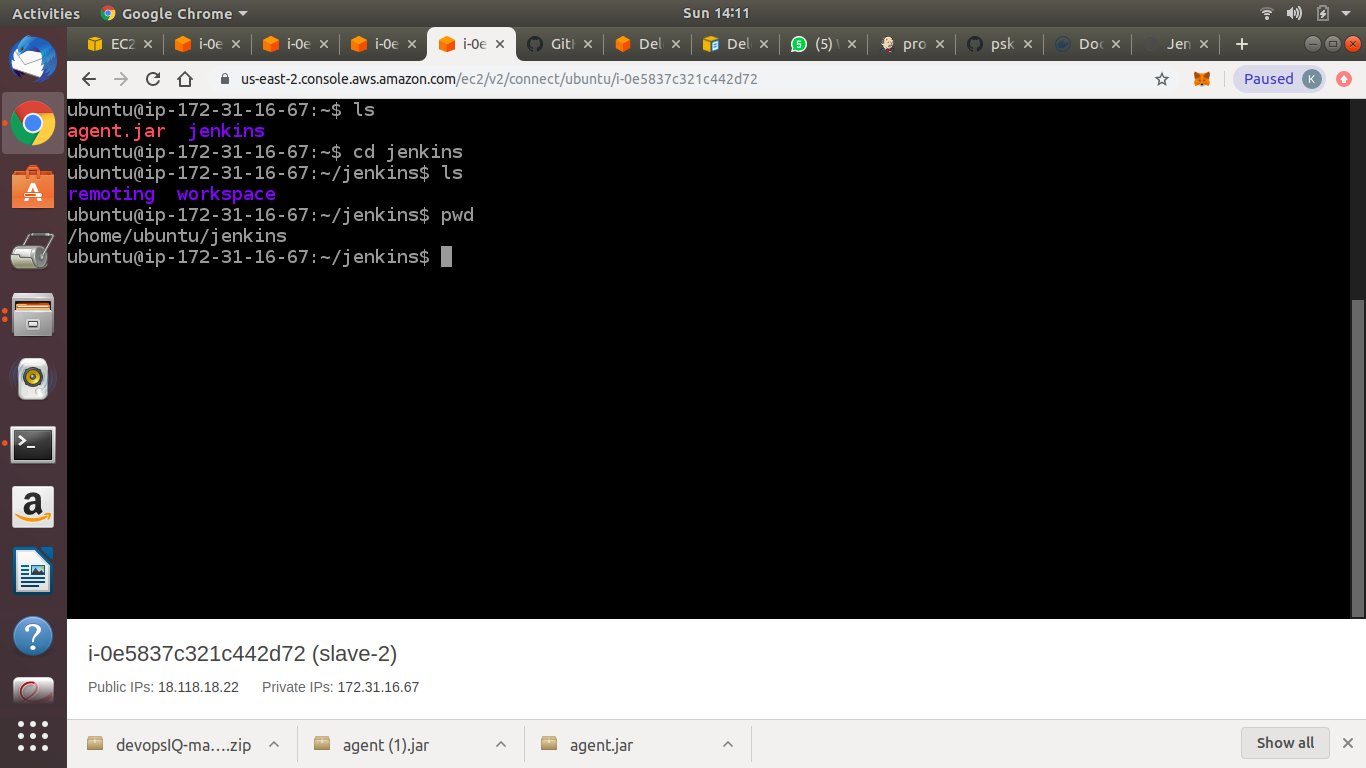 Activities Google Chrome Sun 14:11
EC2 i-0e i-0e i-0e i-0e Git Del Del (5) pro psk Doc Jen
us-east-2.console.aws.amazon.com/ec2/v2/connect/ubuntu/i-0e5837c321c442d72 Paused K
ubuntu@ip-172-31-16-67:~$ ls
agent.jar jenkins
ubuntu@ip-172-31-16-67:~$ cd jenkins
ubuntu@ip-172-31-16-67:~/jenkins$ ls
remoting workspace
ubuntu@ip-172-31-16-67:~/jenkins$ pwd
/home/ubuntu/jenkins
ubuntu@ip-172-31-16-67:~/jenkins$
i-0e5837c321c442d72 (slave-2)
Public IPs: 18.118.18.22 Private IPs: 172.31.16.67
devopsIQ-ma....zip agent (1).jar agent.jar Show all